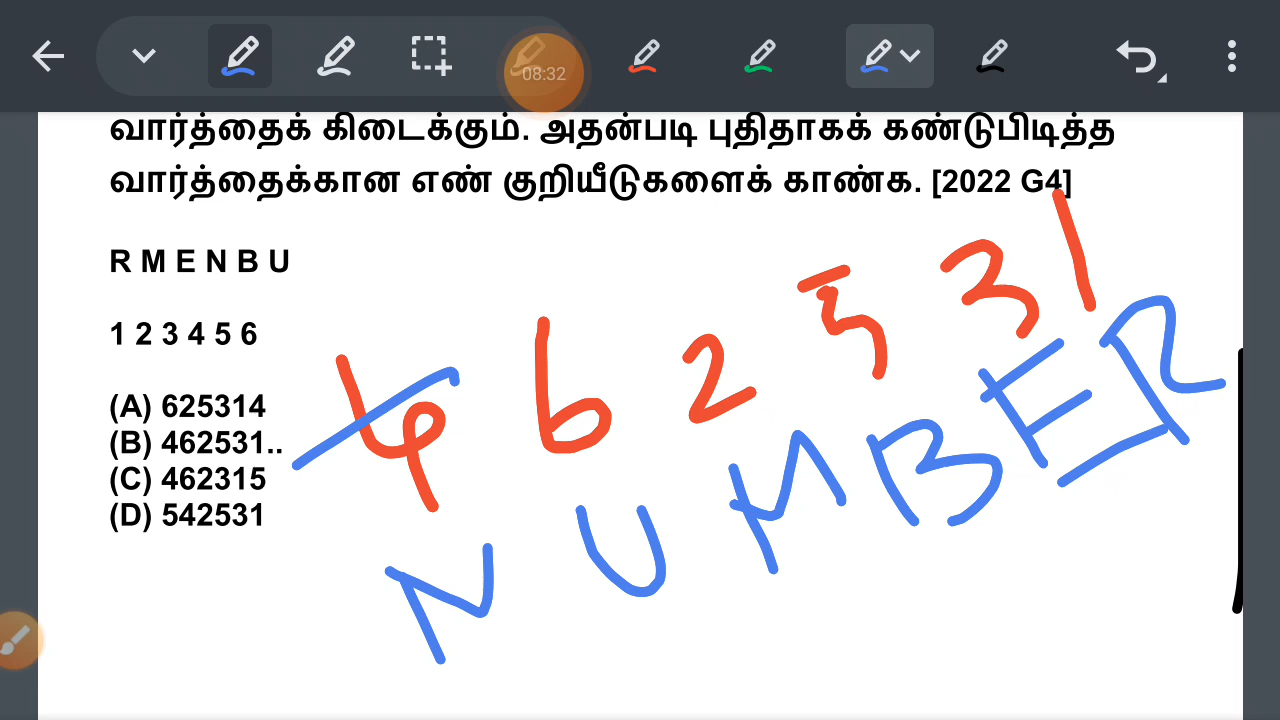 08:32
வார்த்தைக் கிடைக்கும். அதன்படி புதிதாகக் கண்டுபிடித்த
வார்த்தைக்கான எண் குறியீடுகளைக் காண்க. [2022 G4]
R M E N B U
1 2 3 4 5 6
(A) 625314
(B) 462531..
(C) 462315
(D) 542531
4 6 2 5 3 1
N U M B E R